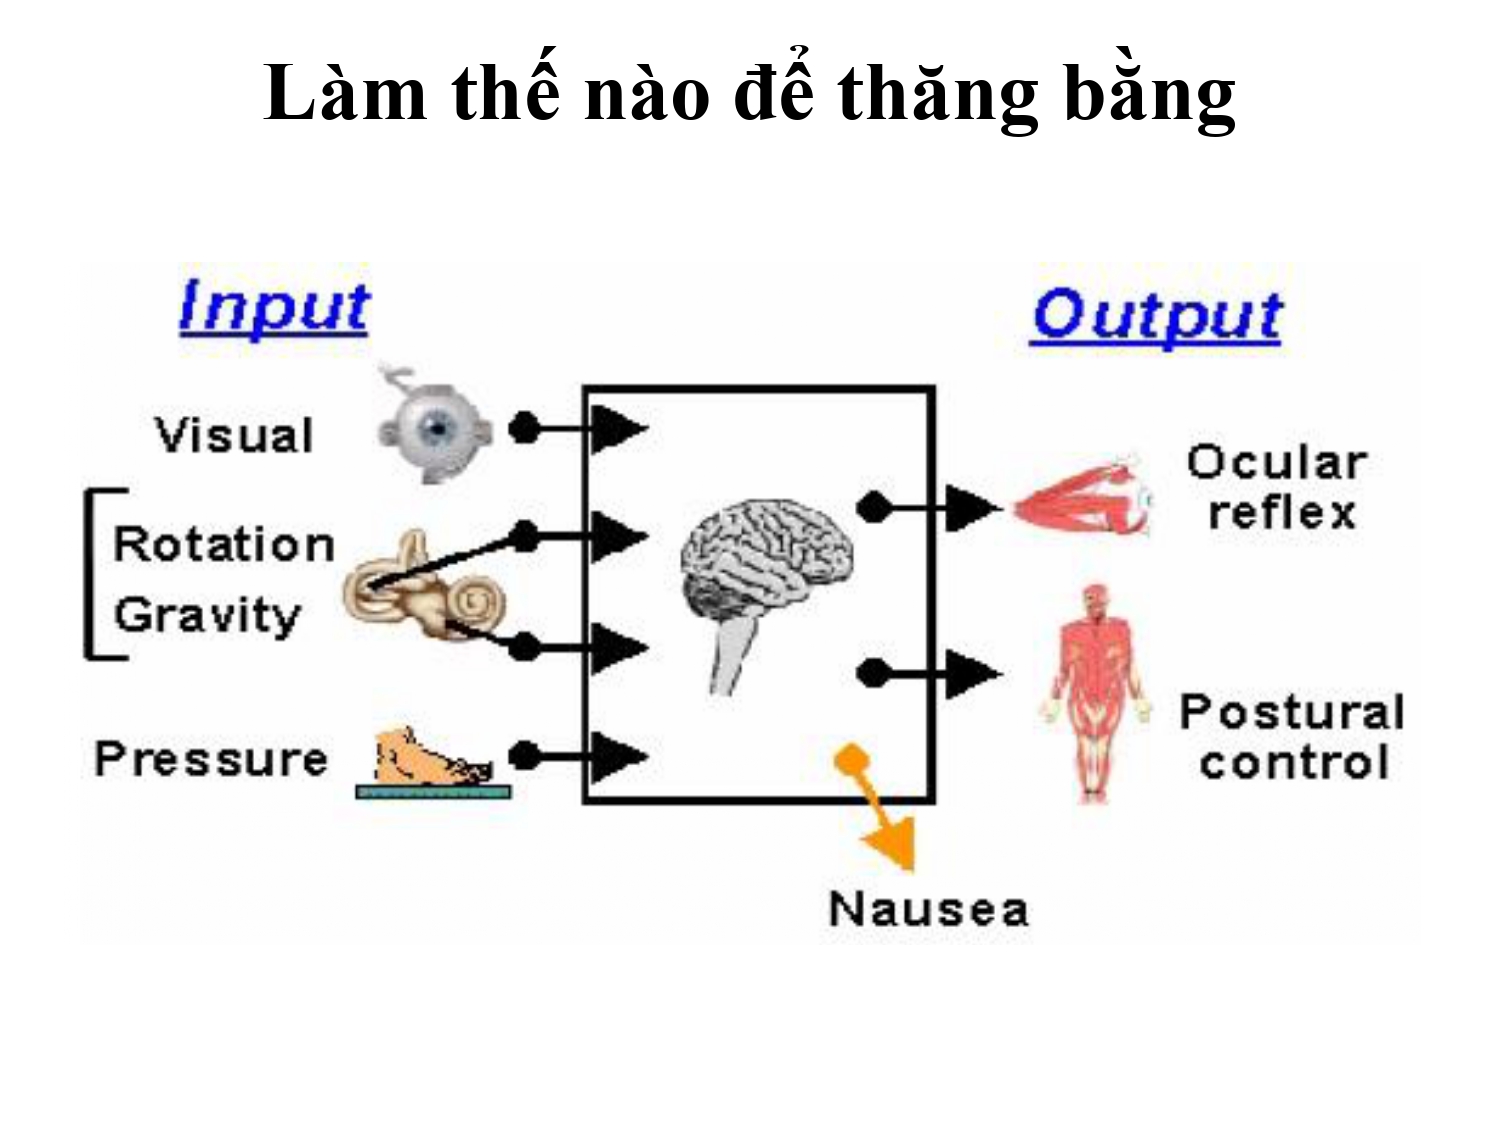 Làm thế nào để thăng bằng
Input
Output
Visual
Rotation
Gravity
Pressure
Ocular
reflex
Postural
control
Nausea